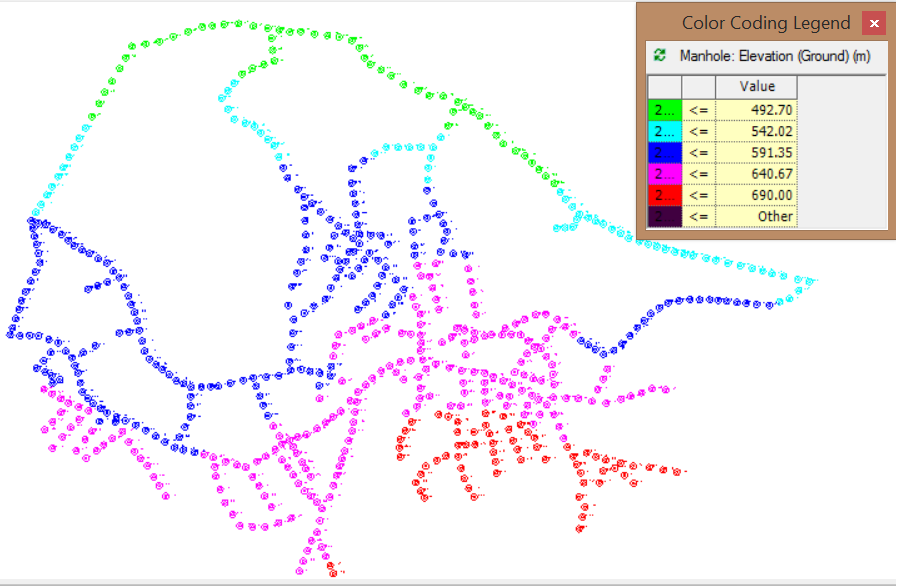 Color Coding Legend
Manhole: Elevation (Ground) (m)
Value
2... <= 492.70
2... <= 542.02
2... <= 591.35
2... <= 640.67
2... <= 690.00
2... <= Other